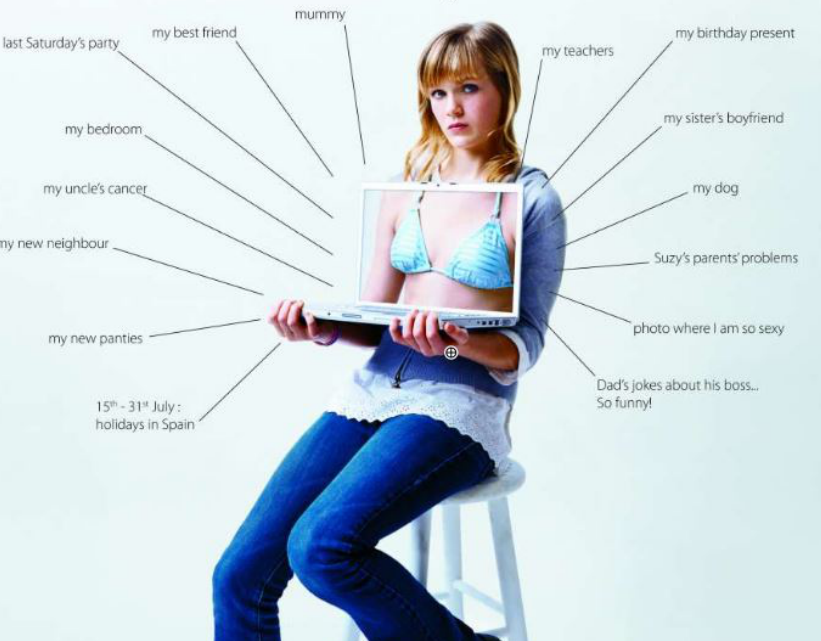 mummy
my best friend
last Saturday's party
my bedroom
my uncle's cancer
my new neighbour
my new panties
15th - 31st July :
holidays in Spain
my teachers
my birthday present
my sister's boyfriend
my dog
Suzy's parents' problems
photo where I am so sexy
Dad's jokes about his boss...
So funny!